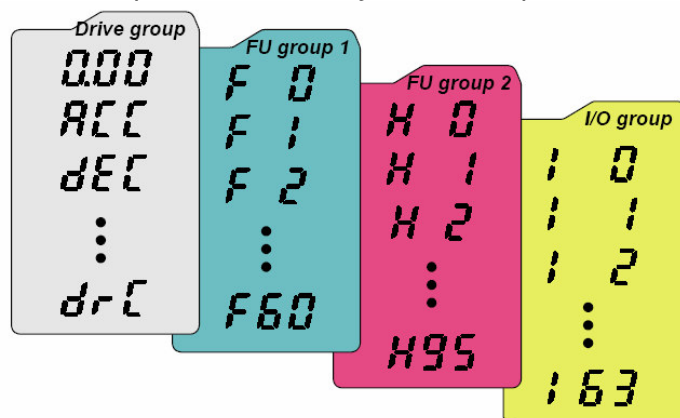 Drive group
0.00
ACC
dEC
drC
FU group 1
F 0
F 1
F 2
F60
FU group 2
H 0
H 1
H 2
H95
I/O group
I 0
I 1
I 2
I 63